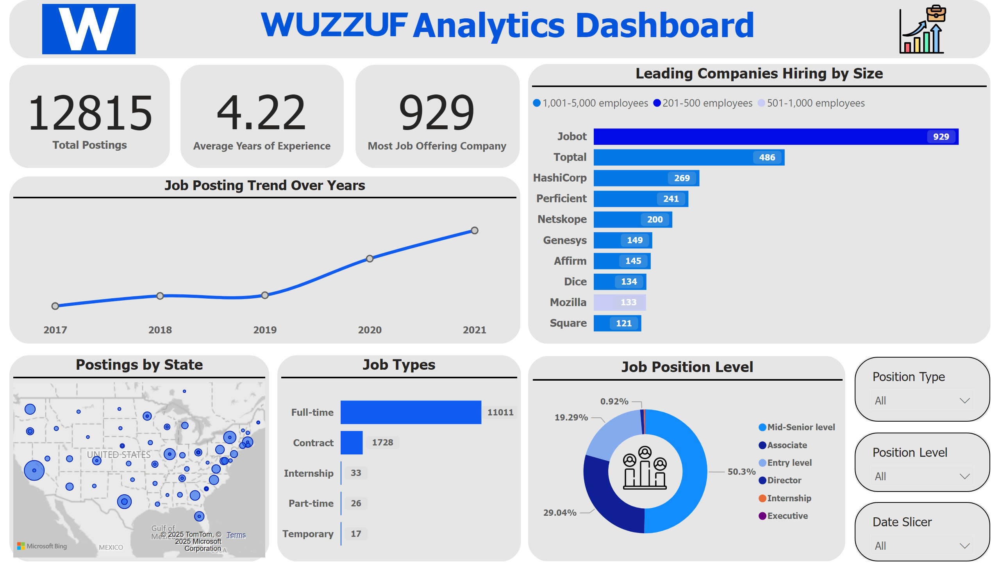 W
WUZZUF Analytics Dashboard
12815
Total Postings
4.22
Average Years of Experience
929
Most Job Offering Company
Leading Companies Hiring by Size
1,001-5,000 employees 201-500 employees 501-1,000 employees
Jobot 929
Toptal 486
HashiCorp 269
Perficient 241
Netskope 200
Genesys 149
Affirm 145
Dice 134
Mozilla 133
Square 121
Job Posting Trend Over Years
2017 2018 2019 2020 2021
Postings by State
UNITED STATES
Gulf of
Mexico
© 2025 TomTom, © Terms
2025 Microsoft
Corporation
Microsoft Bing
MEXICO
CUBA
Job Types
Full-time 11011
Contract 1728
Internship 33
Part-time 26
Temporary 17
Job Position Level
0.92%
19.29%
50.3%
29.04%
Mid-Senior level
Associate
Entry level
Director
Internship
Executive
Position Type
All
Position Level
All
Date Slicer
All